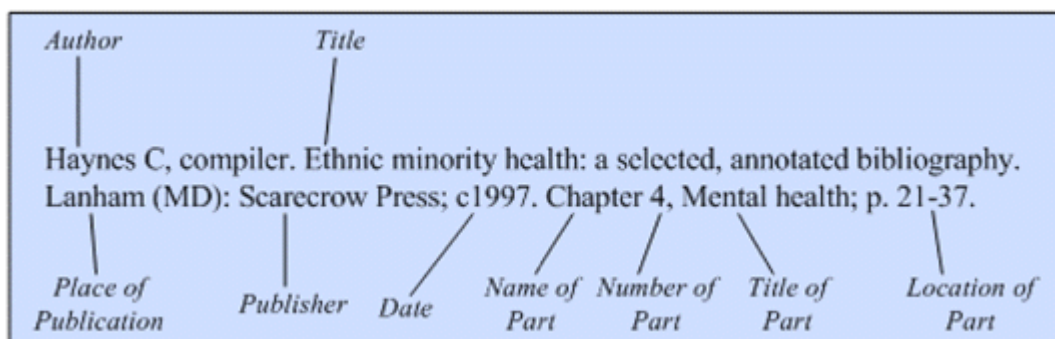 Author Title
Haynes C, compiler. Ethnic minority health: a selected, annotated bibliography.
Lanham (MD): Scarecrow Press; c1997. Chapter 4, Mental health; p. 21-37.
Place of Publication
Publisher
Date
Name of Part
Number of Part
Title of Part
Location of Part